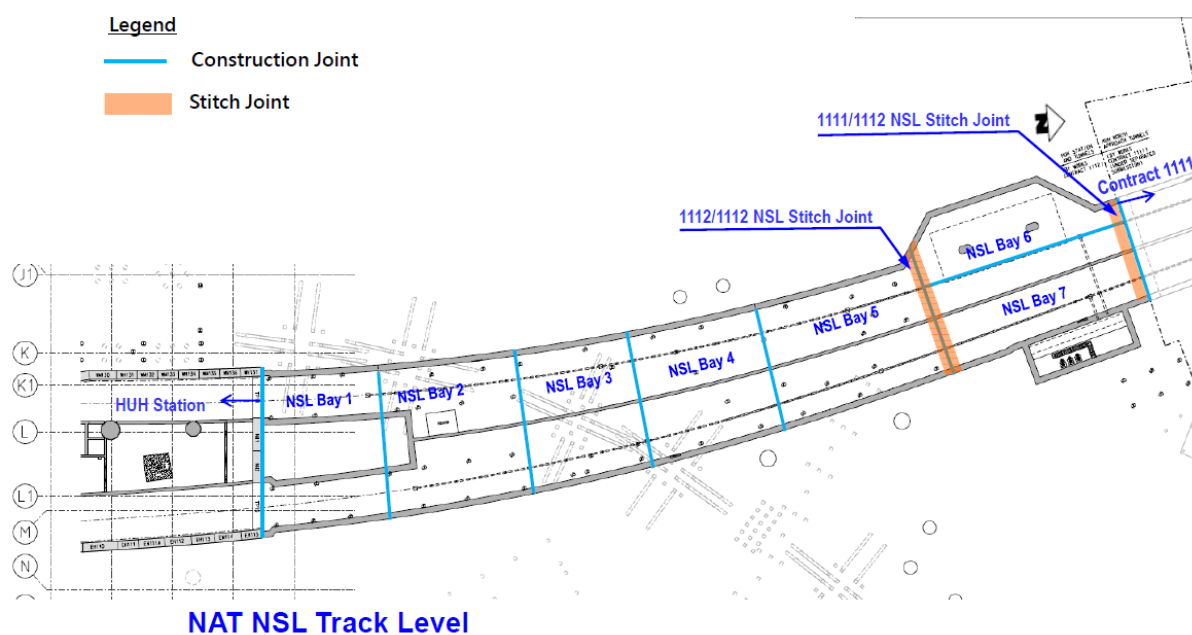 Legend
Construction Joint
Stitch Joint
1111/1112 NSL Stitch Joint
N
Contract 1111
1112/1112 NSL Stitch Joint
NSL Bay 6
NSL Bay 7
NSL Bay 5
NSL Bay 4
NSL Bay 3
NSL Bay 2
NSL Bay 1
HUH Station
J1
K
K1
L
L1
M
N
NAT NSL Track Level